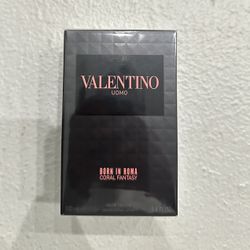 VALENTINO
UOMO
BORN IN ROMA
CORAL FANTASY